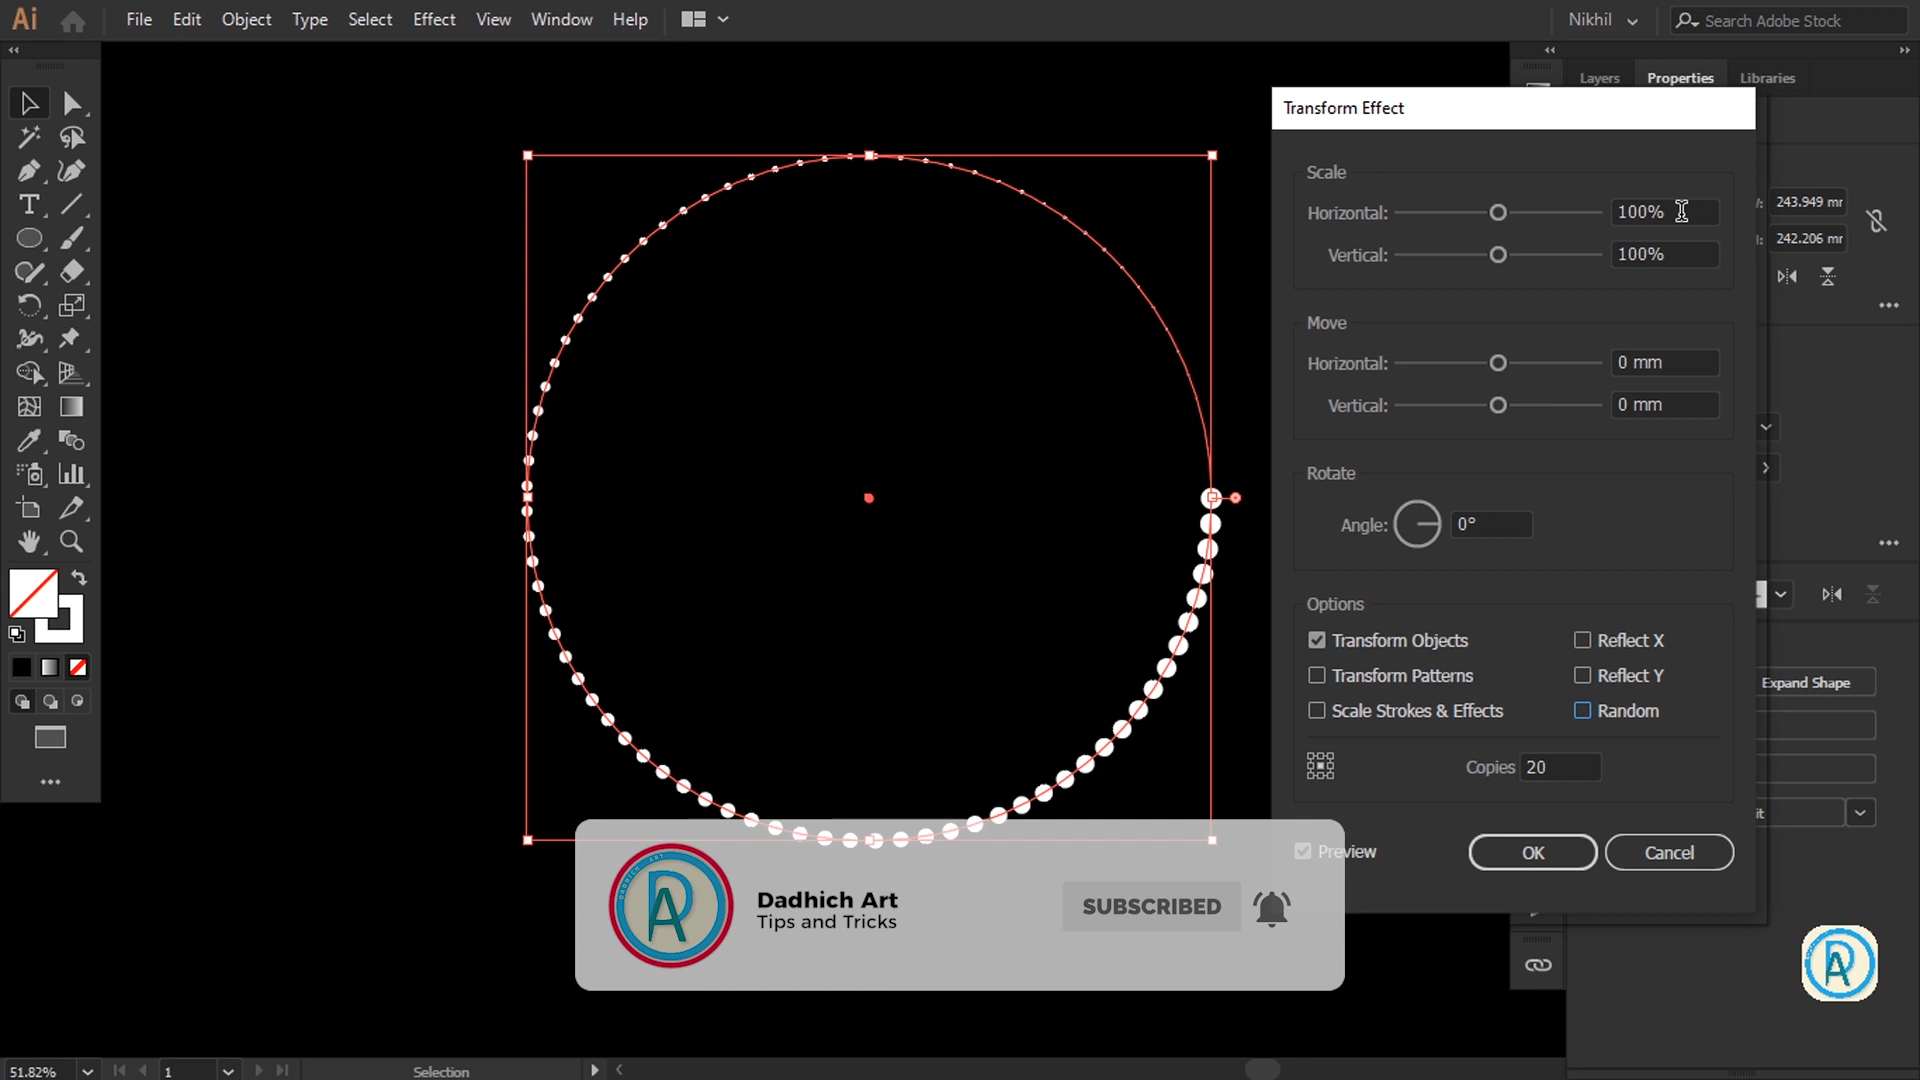 Ai File Edit Object Type Select Effect View Window Help Nikhil Search Adobe Stock
Layers Properties Libraries
Transform Effect
Scale
Horizontal: 100%
Vertical: 100%
243.949 mr
242.206 mr
Move
Horizontal: 0 mm
Vertical: 0 mm
Rotate
Angle: 0°
Options
Transform Objects Reflect X
Transform Patterns Reflect Y
Scale Strokes & Effects Random
Expand Shape
Copies 20
it
Preview OK Cancel
DADHICH ART
Dadhich Art
Tips and Tricks
SUBSCRIBED
51.82% 1 Selection